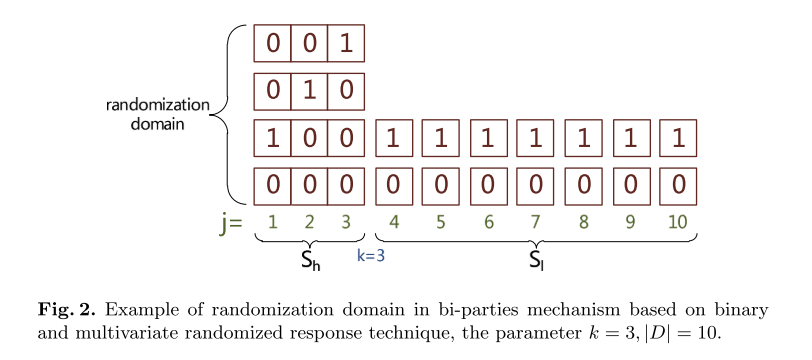 0 0 1
0 1 0
randomization
domain
1 0 0 1 1 1 1 1 1 1
0 0 0 0 0 0 0 0 0 0
j= 1 2 3 4 5 6 7 8 9 10
Sh k=3 Sl
Fig. 2. Example of randomization domain in bi-parties mechanism based on binary
and multivariate randomized response technique, the parameter k = 3, |D| = 10.